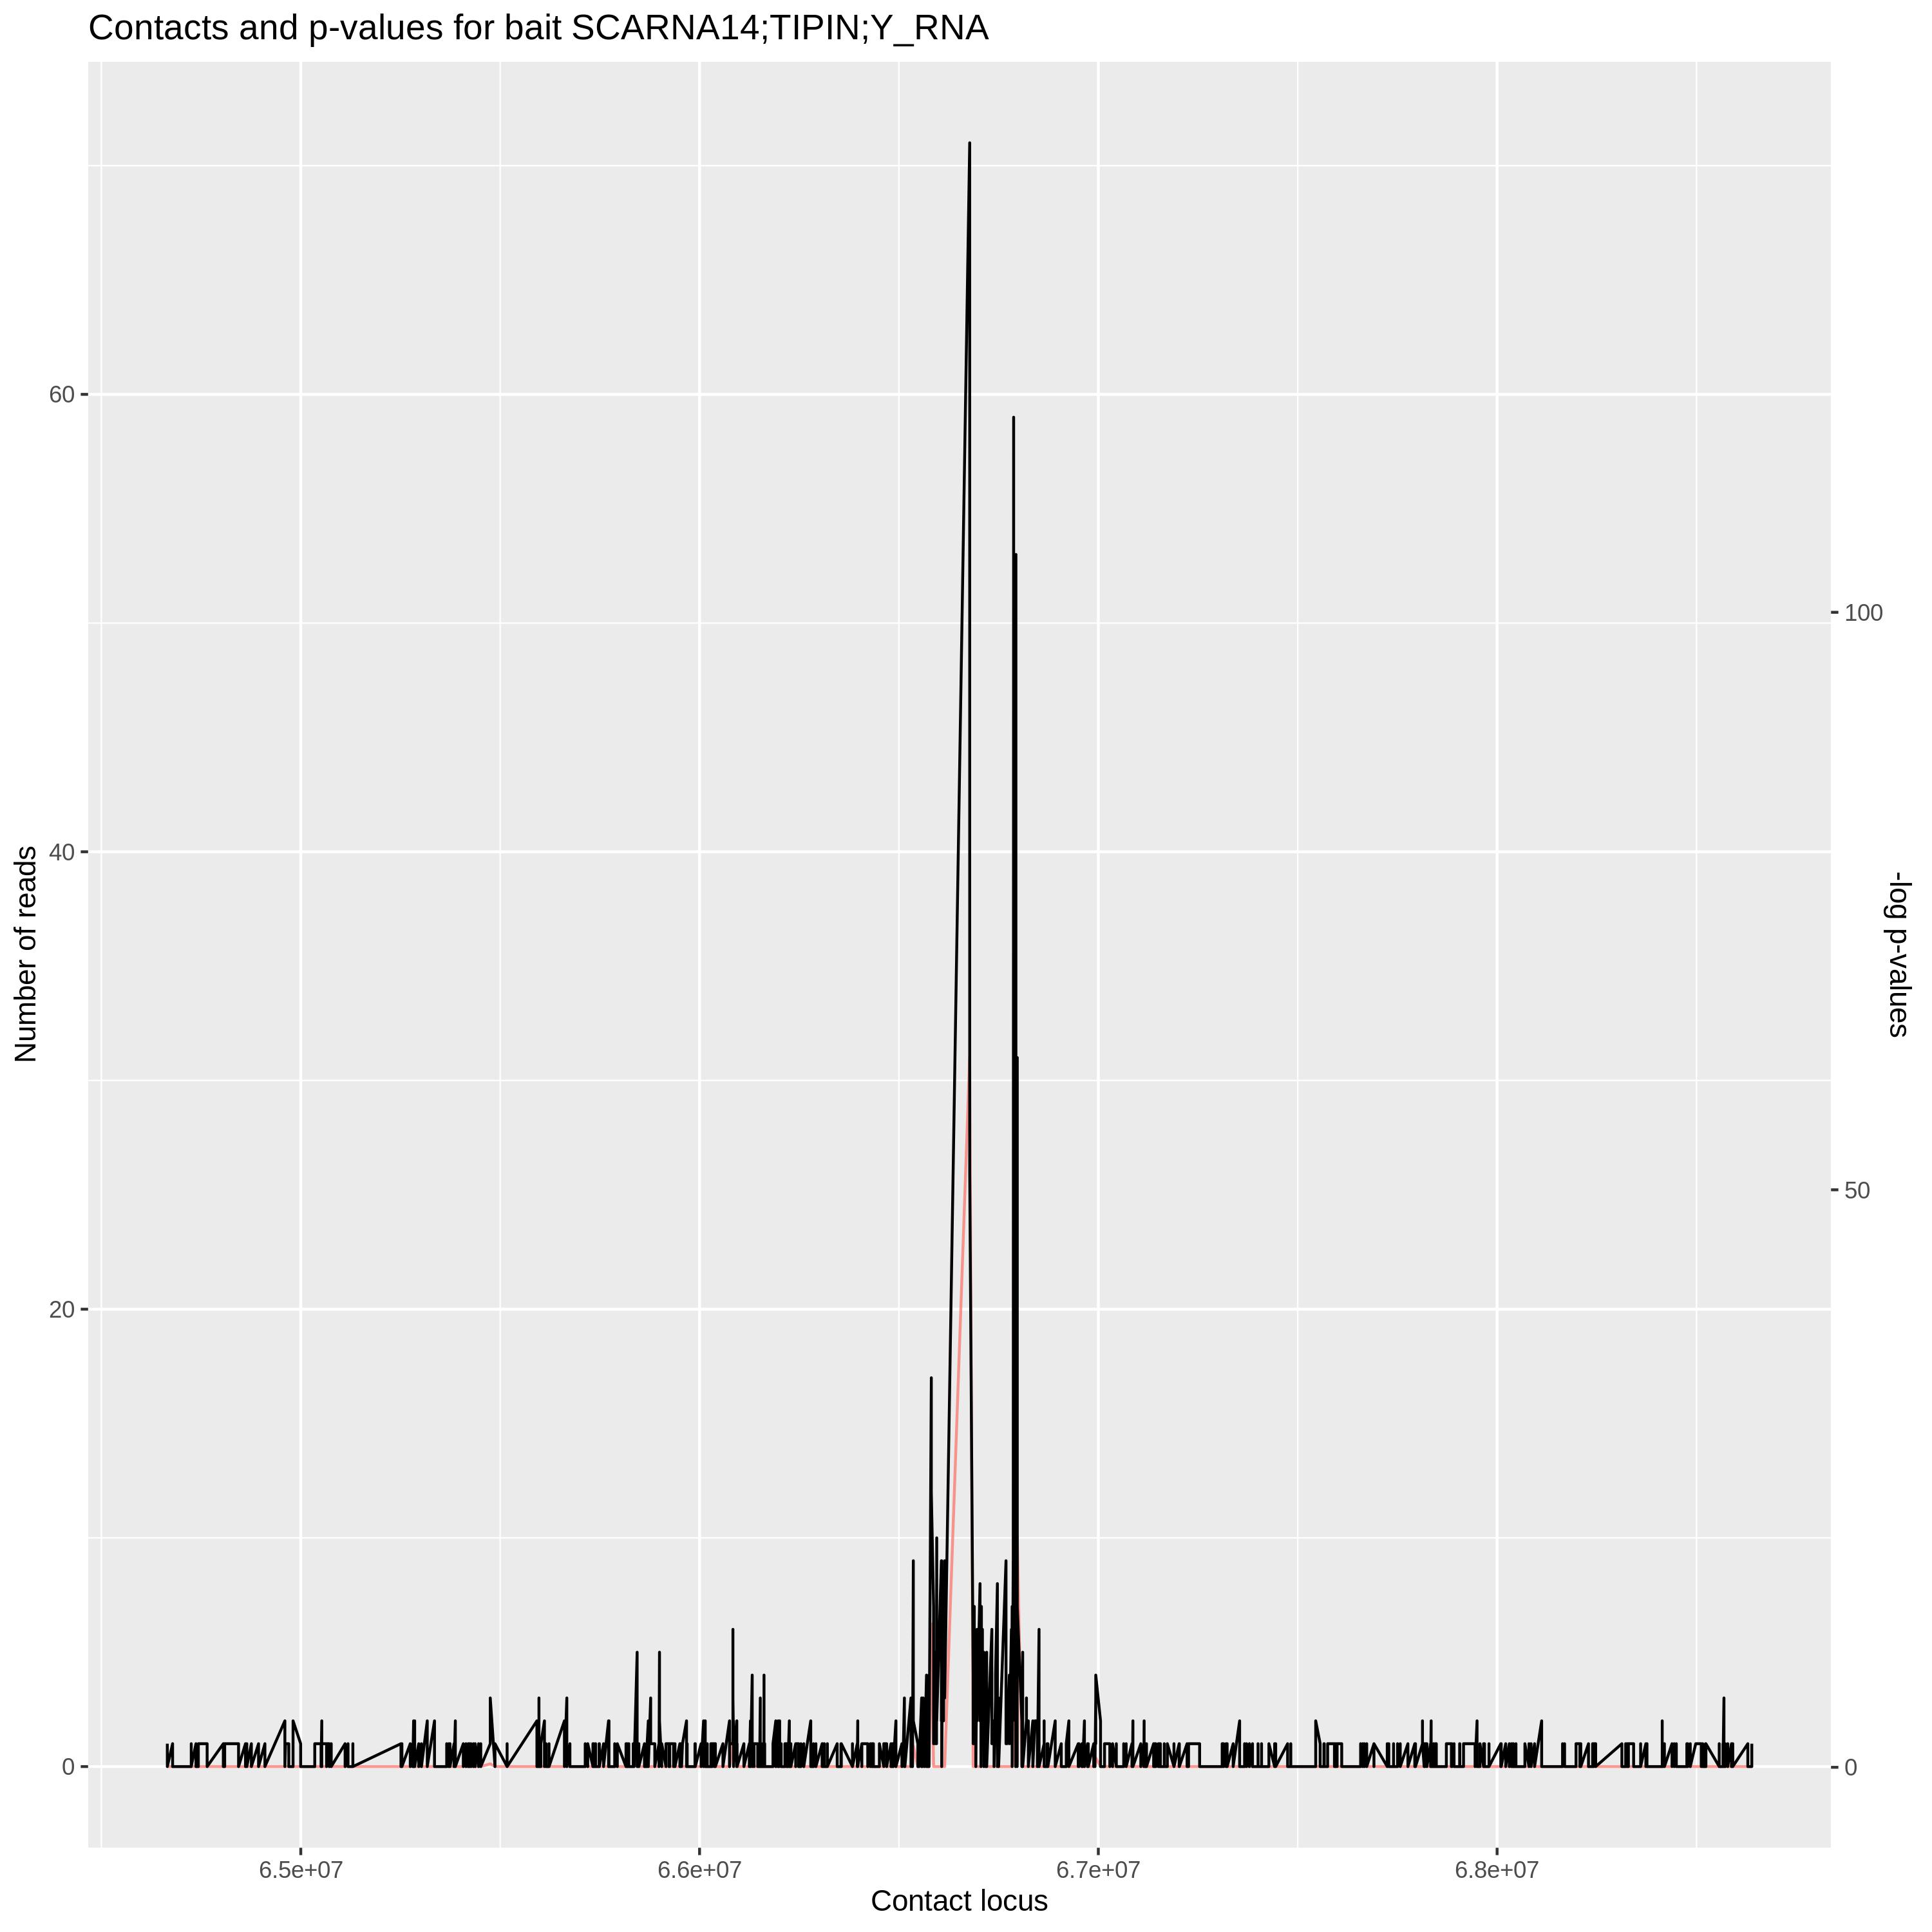 Contacts and p-values for bait SCARNA14;TIPIN;Y_RNA
Number of reads
60
40
20
0
100
50
0
-log p-values
6.5e+07 6.6e+07 6.7e+07 6.8e+07
Contact locus